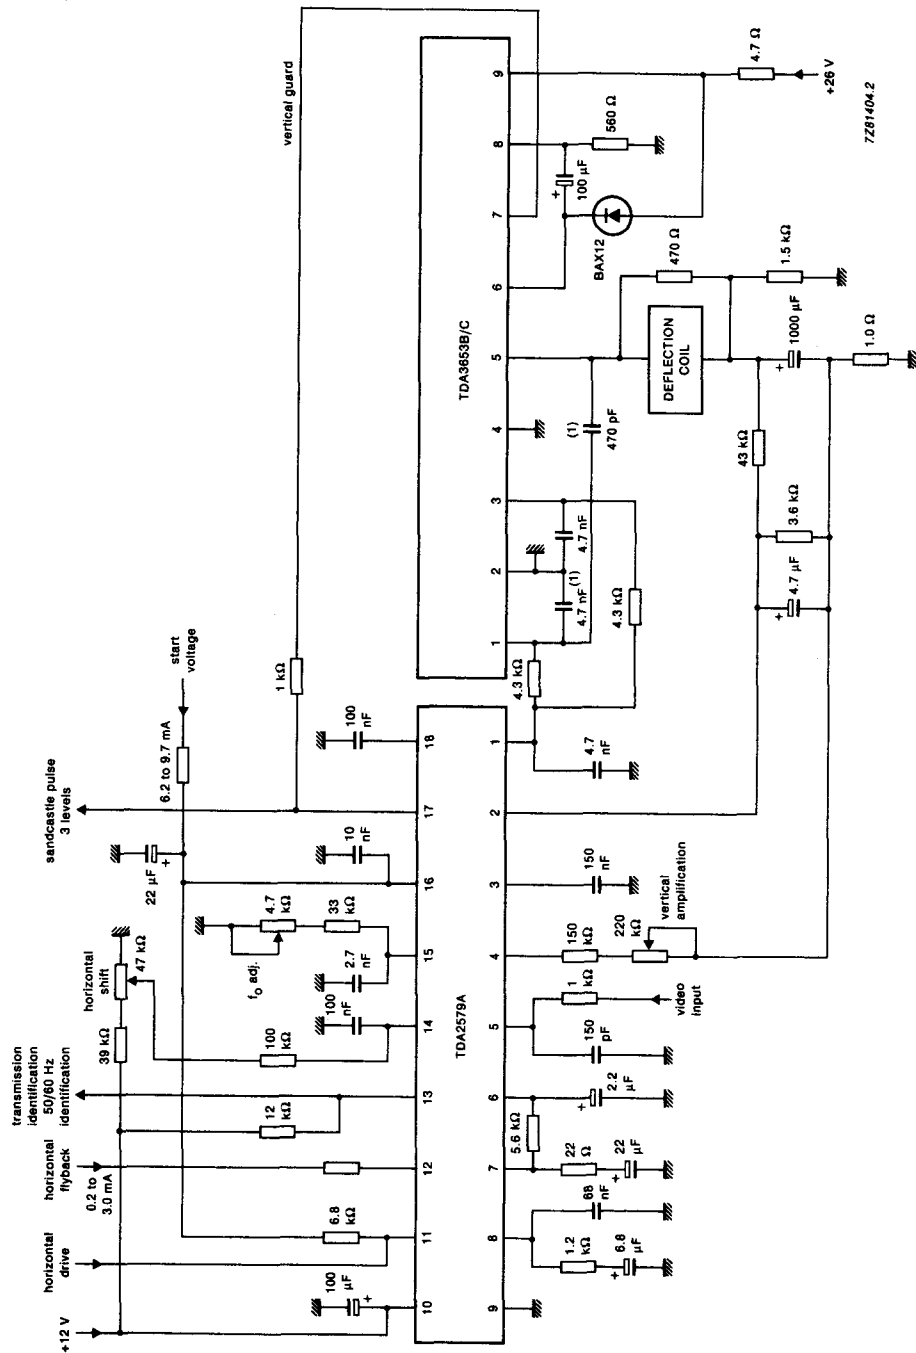 vertical guard
TDA3653B/C
1
2
3
4
5
6
7
8
9
4.7 Ω
+26 V
560 Ω
100 μF
+
BAX12
470 Ω
1.5 kΩ
DEFLECTION
COIL
1000 μF
+
1.0 Ω
470 pF
(1)
43 kΩ
3.6 kΩ
4.7 μF
+
4.7 nF
4.7 nF
(1)
4.3 kΩ
4.3 kΩ
7Z81404.2
start
voltage
6.2 to 9.7 mA
1 kΩ
sandcastle pulse
3 levels
22 μF
+
horizontal
shift
47 kΩ
39 kΩ
transmission
identification
50/60 Hz
identification
horizontal
flyback
0.2 to
3.0 mA
horizontal
drive
+12 V
100
nF
10
nF
4.7
kΩ
33
kΩ
fo adj.
2.7
nF
100
nF
100
kΩ
12
kΩ
6.8
kΩ
100
μF
+
TDA2579A
10
11
12
13
14
15
16
17
18
9
8
7
6
5
4
3
2
1
4.7
nF
150
nF
150
kΩ
220
kΩ
vertical
amplification
1
kΩ
video
input
150
pF
2.2
μF
+
5.6 kΩ
22
Ω
22
μF
+
68
nF
1.2
kΩ
6.8
μF
+